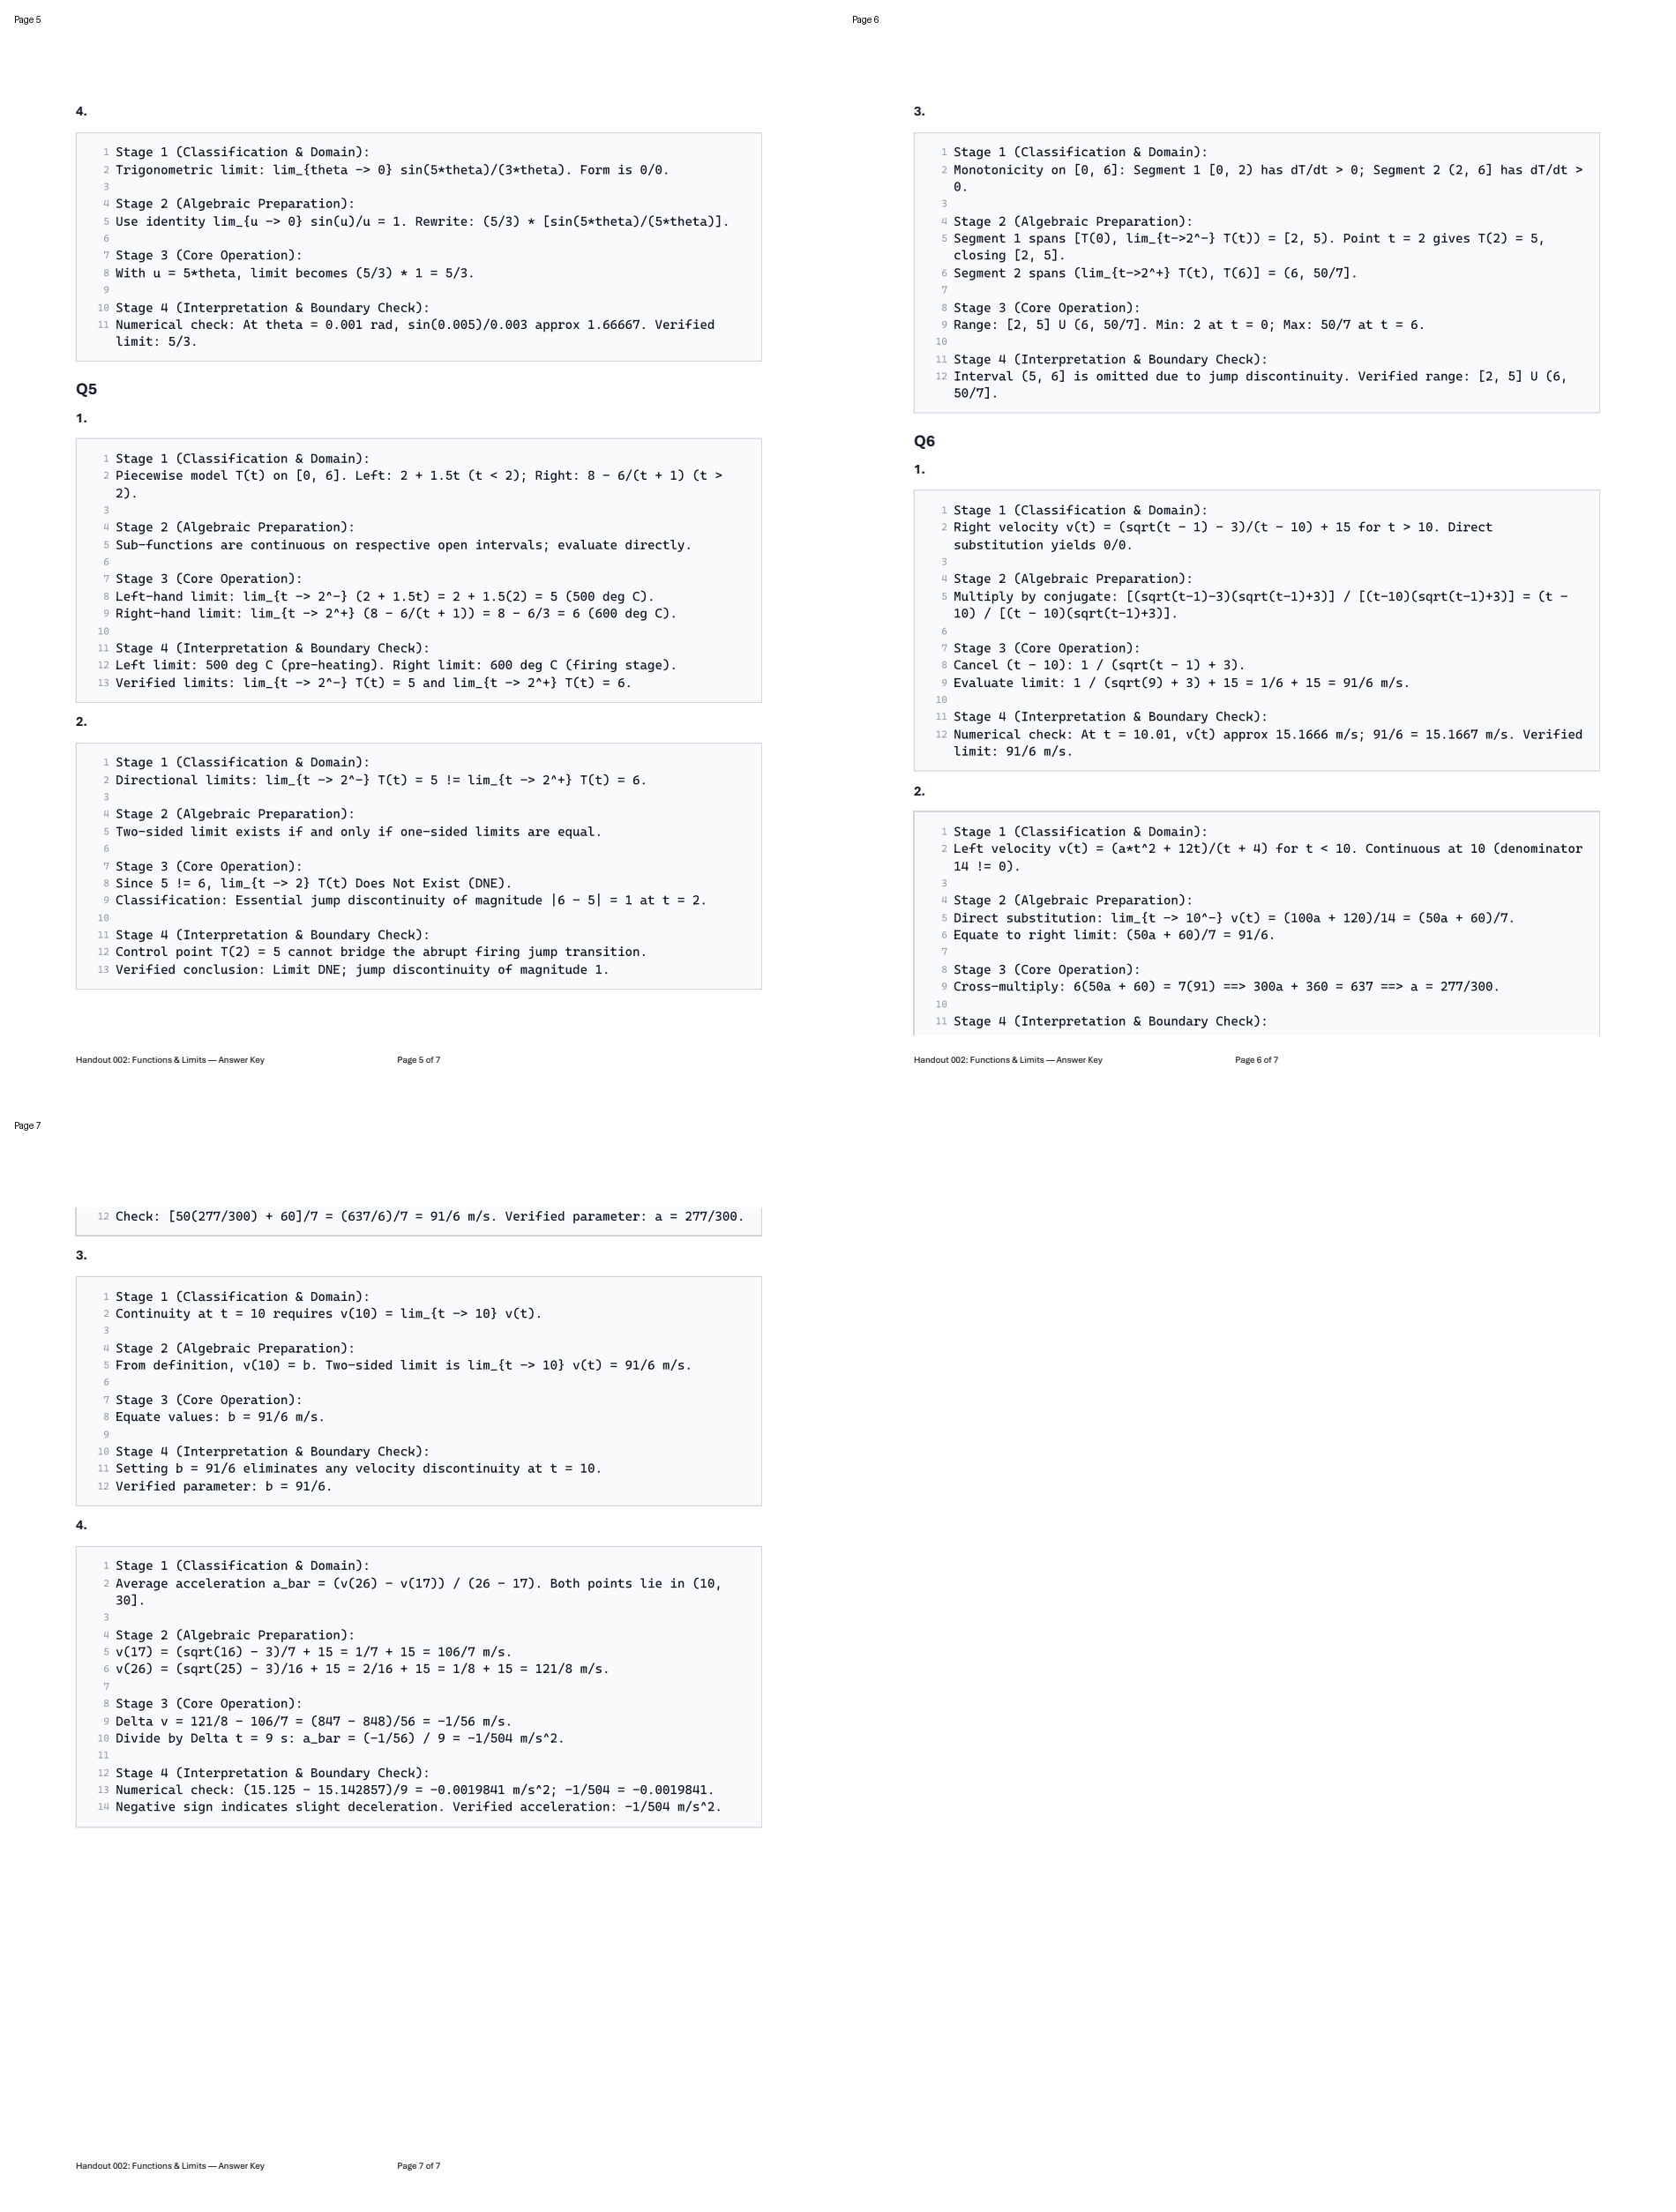 Page 5
4.
1 Stage 1 (Classification & Domain):
2 Trigonometric limit: lim_{theta -> 0} sin(5*theta)/(3*theta). Form is 0/0.
3
4 Stage 2 (Algebraic Preparation):
5 Use identity lim_{u -> 0} sin(u)/u = 1. Rewrite: (5/3) * [sin(5*theta)/(5*theta)].
6
7 Stage 3 (Core Operation):
8 With u = 5*theta, limit becomes (5/3) * 1 = 5/3.
9
10 Stage 4 (Interpretation & Boundary Check):
11 Numerical check: At theta = 0.001 rad, sin(0.005)/0.003 approx 1.66667. Verified
limit: 5/3.
Q5
1.
1 Stage 1 (Classification & Domain):
2 Piecewise model T(t) on [0, 6]. Left: 2 + 1.5t (t < 2); Right: 8 - 6/(t + 1) (t >
2).
3
4 Stage 2 (Algebraic Preparation):
5 Sub-functions are continuous on respective open intervals; evaluate directly.
6
7 Stage 3 (Core Operation):
8 Left-hand limit: lim_{t -> 2^-} (2 + 1.5t) = 2 + 1.5(2) = 5 (500 deg C).
9 Right-hand limit: lim_{t -> 2^+} (8 - 6/(t + 1)) = 8 - 6/3 = 6 (600 deg C).
10
11 Stage 4 (Interpretation & Boundary Check):
12 Left limit: 500 deg C (pre-heating). Right limit: 600 deg C (firing stage).
13 Verified limits: lim_{t -> 2^-} T(t) = 5 and lim_{t -> 2^+} T(t) = 6.
2.
1 Stage 1 (Classification & Domain):
2 Directional limits: lim_{t -> 2^-} T(t) = 5 != lim_{t -> 2^+} T(t) = 6.
3
4 Stage 2 (Algebraic Preparation):
5 Two-sided limit exists if and only if one-sided limits are equal.
6
7 Stage 3 (Core Operation):
8 Since 5 != 6, lim_{t -> 2} T(t) Does Not Exist (DNE).
9 Classification: Essential jump discontinuity of magnitude |6 - 5| = 1 at t = 2.
10
11 Stage 4 (Interpretation & Boundary Check):
12 Control point T(2) = 5 cannot bridge the abrupt firing jump transition.
13 Verified conclusion: Limit DNE; jump discontinuity of magnitude 1.
Handout 002: Functions & Limits — Answer Key Page 5 of 7
Page 6
3.
1 Stage 1 (Classification & Domain):
2 Monotonicity on [0, 6]: Segment 1 [0, 2) has dT/dt > 0; Segment 2 (2, 6] has dT/dt >
0.
3
4 Stage 2 (Algebraic Preparation):
5 Segment 1 spans [T(0), lim_{t->2^-} T(t)) = [2, 5). Point t = 2 gives T(2) = 5,
closing [2, 5].
6 Segment 2 spans (lim_{t->2^+} T(t), T(6)] = (6, 50/7].
7
8 Stage 3 (Core Operation):
9 Range: [2, 5] U (6, 50/7]. Min: 2 at t = 0; Max: 50/7 at t = 6.
10
11 Stage 4 (Interpretation & Boundary Check):
12 Interval (5, 6] is omitted due to jump discontinuity. Verified range: [2, 5] U (6,
50/7].
Q6
1.
1 Stage 1 (Classification & Domain):
2 Right velocity v(t) = (sqrt(t - 1) - 3)/(t - 10) + 15 for t > 10. Direct
substitution yields 0/0.
3
4 Stage 2 (Algebraic Preparation):
5 Multiply by conjugate: [(sqrt(t-1)-3)(sqrt(t-1)+3)] / [(t-10)(sqrt(t-1)+3)] = (t -
10) / [(t - 10)(sqrt(t-1)+3)].
6
7 Stage 3 (Core Operation):
8 Cancel (t - 10): 1 / (sqrt(t - 1) + 3).
9 Evaluate limit: 1 / (sqrt(9) + 3) + 15 = 1/6 + 15 = 91/6 m/s.
10
11 Stage 4 (Interpretation & Boundary Check):
12 Numerical check: At t = 10.01, v(t) approx 15.1666 m/s; 91/6 = 15.1667 m/s. Verified
limit: 91/6 m/s.
2.
1 Stage 1 (Classification & Domain):
2 Left velocity v(t) = (a*t^2 + 12t)/(t + 4) for t < 10. Continuous at 10 (denominator
14 != 0).
3
4 Stage 2 (Algebraic Preparation):
5 Direct substitution: lim_{t -> 10^-} v(t) = (100a + 120)/14 = (50a + 60)/7.
6 Equate to right limit: (50a + 60)/7 = 91/6.
7
8 Stage 3 (Core Operation):
9 Cross-multiply: 6(50a + 60) = 7(91) ==> 300a + 360 = 637 ==> a = 277/300.
10
11 Stage 4 (Interpretation & Boundary Check):
Handout 002: Functions & Limits — Answer Key Page 6 of 7
Page 7
12 Check: [50(277/300) + 60]/7 = (637/6)/7 = 91/6 m/s. Verified parameter: a = 277/300.
3.
1 Stage 1 (Classification & Domain):
2 Continuity at t = 10 requires v(10) = lim_{t -> 10} v(t).
3
4 Stage 2 (Algebraic Preparation):
5 From definition, v(10) = b. Two-sided limit is lim_{t -> 10} v(t) = 91/6 m/s.
6
7 Stage 3 (Core Operation):
8 Equate values: b = 91/6 m/s.
9
10 Stage 4 (Interpretation & Boundary Check):
11 Setting b = 91/6 eliminates any velocity discontinuity at t = 10.
12 Verified parameter: b = 91/6.
4.
1 Stage 1 (Classification & Domain):
2 Average acceleration a_bar = (v(26) - v(17)) / (26 - 17). Both points lie in (10,
30].
3
4 Stage 2 (Algebraic Preparation):
5 v(17) = (sqrt(16) - 3)/7 + 15 = 1/7 + 15 = 106/7 m/s.
6 v(26) = (sqrt(25) - 3)/16 + 15 = 2/16 + 15 = 1/8 + 15 = 121/8 m/s.
7
8 Stage 3 (Core Operation):
9 Delta v = 121/8 - 106/7 = (847 - 848)/56 = -1/56 m/s.
10 Divide by Delta t = 9 s: a_bar = (-1/56) / 9 = -1/504 m/s^2.
11
12 Stage 4 (Interpretation & Boundary Check):
13 Numerical check: (15.125 - 15.142857)/9 = -0.0019841 m/s^2; -1/504 = -0.0019841.
14 Negative sign indicates slight deceleration. Verified acceleration: -1/504 m/s^2.
Handout 002: Functions & Limits — Answer Key Page 7 of 7